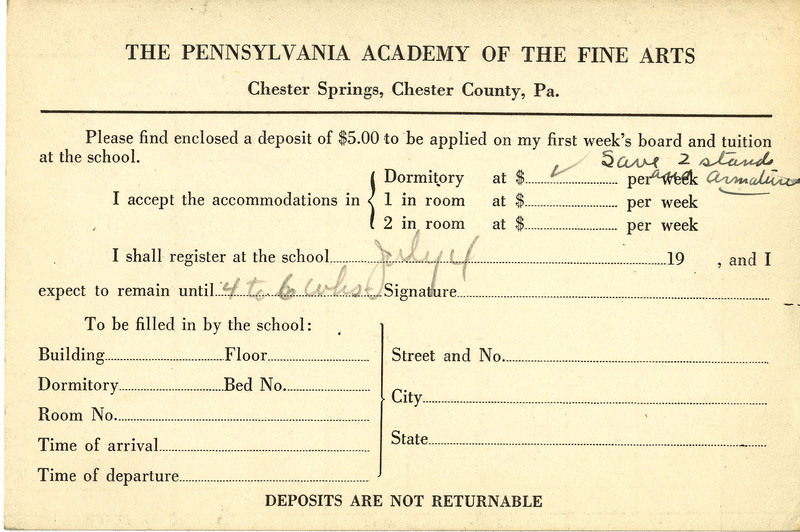 THE PENNSYLVANIA ACADEMY OF THE FINE ARTS
Chester Springs, Chester County, Pa.
Please find enclosed a deposit of $5.00 to be applied on my first week's board and tuition
at the school.
Save 2 stands
and armatures
Dormitory at $ ✓ per week
I accept the accommodations in { 1 in room at $ per week
2 in room at $ per week
I shall register at the school July 4 19 , and I
expect to remain until 4 to 6 whs Signature
To be filled in by the school:
Building Floor
Dormitory Bed No.
Room No.
Time of arrival
Time of departure
Street and No.
City
State
DEPOSITS ARE NOT RETURNABLE